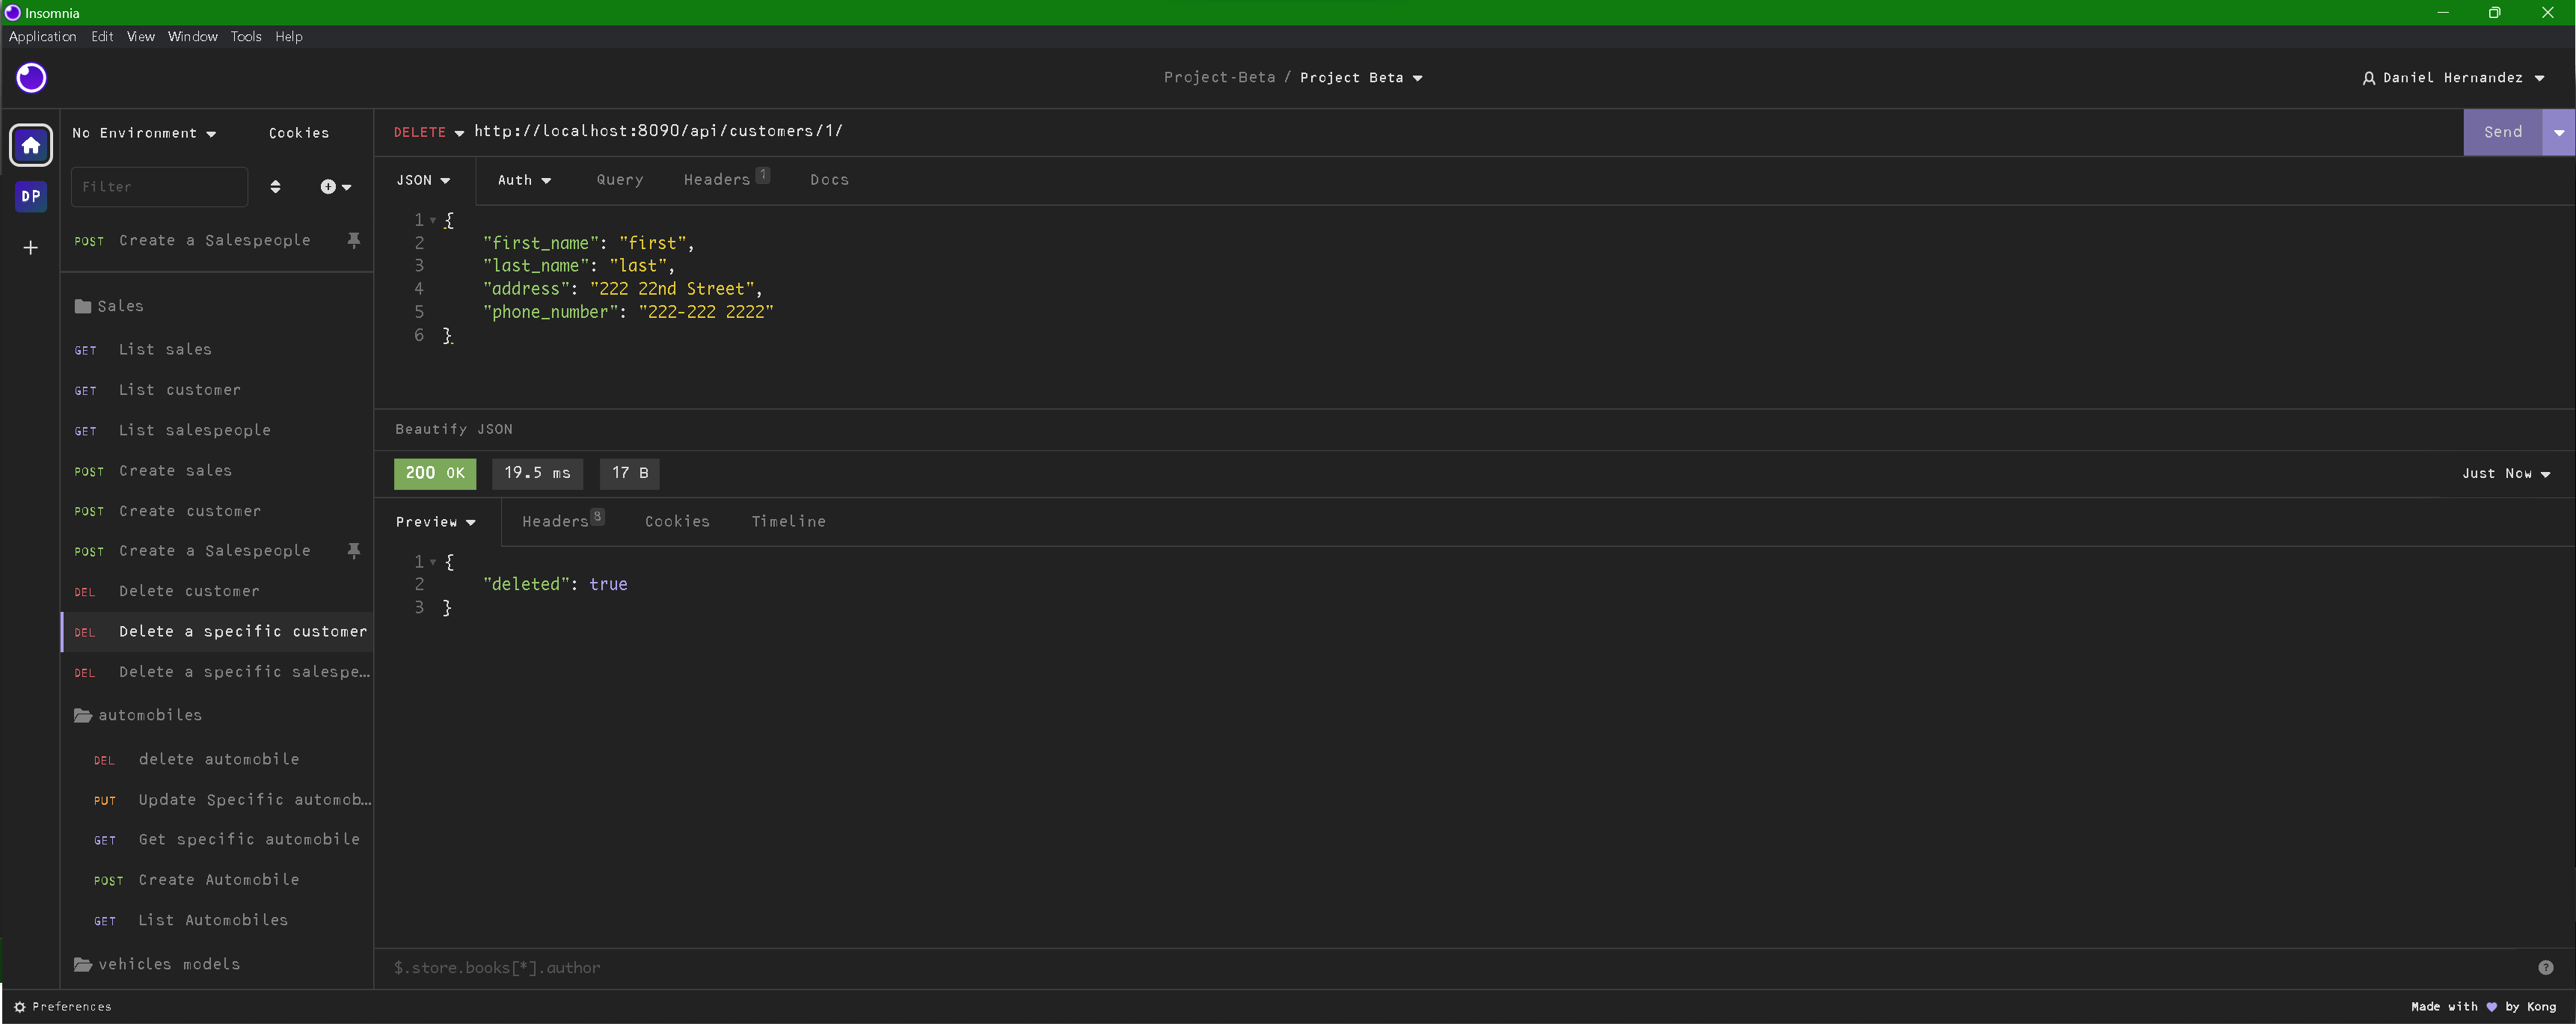 Insomnia
Application Edit View Window Tools Help
Project-Beta / Project Beta
Daniel Hernandez
No Environment Cookies
DELETE http://localhost:8090/api/customers/1/
Send
Filter
JSON Auth Query Headers 1 Docs
DP
POST Create a Salespeople
1 {
2 "first_name": "first",
3 "last_name": "last",
4 "address": "222 22nd Street",
5 "phone_number": "222-222 2222"
6 }
Sales
GET List sales
GET List customer
GET List salespeople
POST Create sales
POST Create customer
POST Create a Salespeople
DEL Delete customer
DEL Delete a specific customer
DEL Delete a specific salespe...
automobiles
DEL delete automobile
PUT Update Specific automob...
GET Get specific automobile
POST Create Automobile
GET List Automobiles
vehicles models
Beautify JSON
200 OK 19.5 ms 17 B
Just Now
Preview Headers 8 Cookies Timeline
1 {
2 "deleted": true
3 }
$.store.books[*].author
Preferences
Made with 💜 by Kong